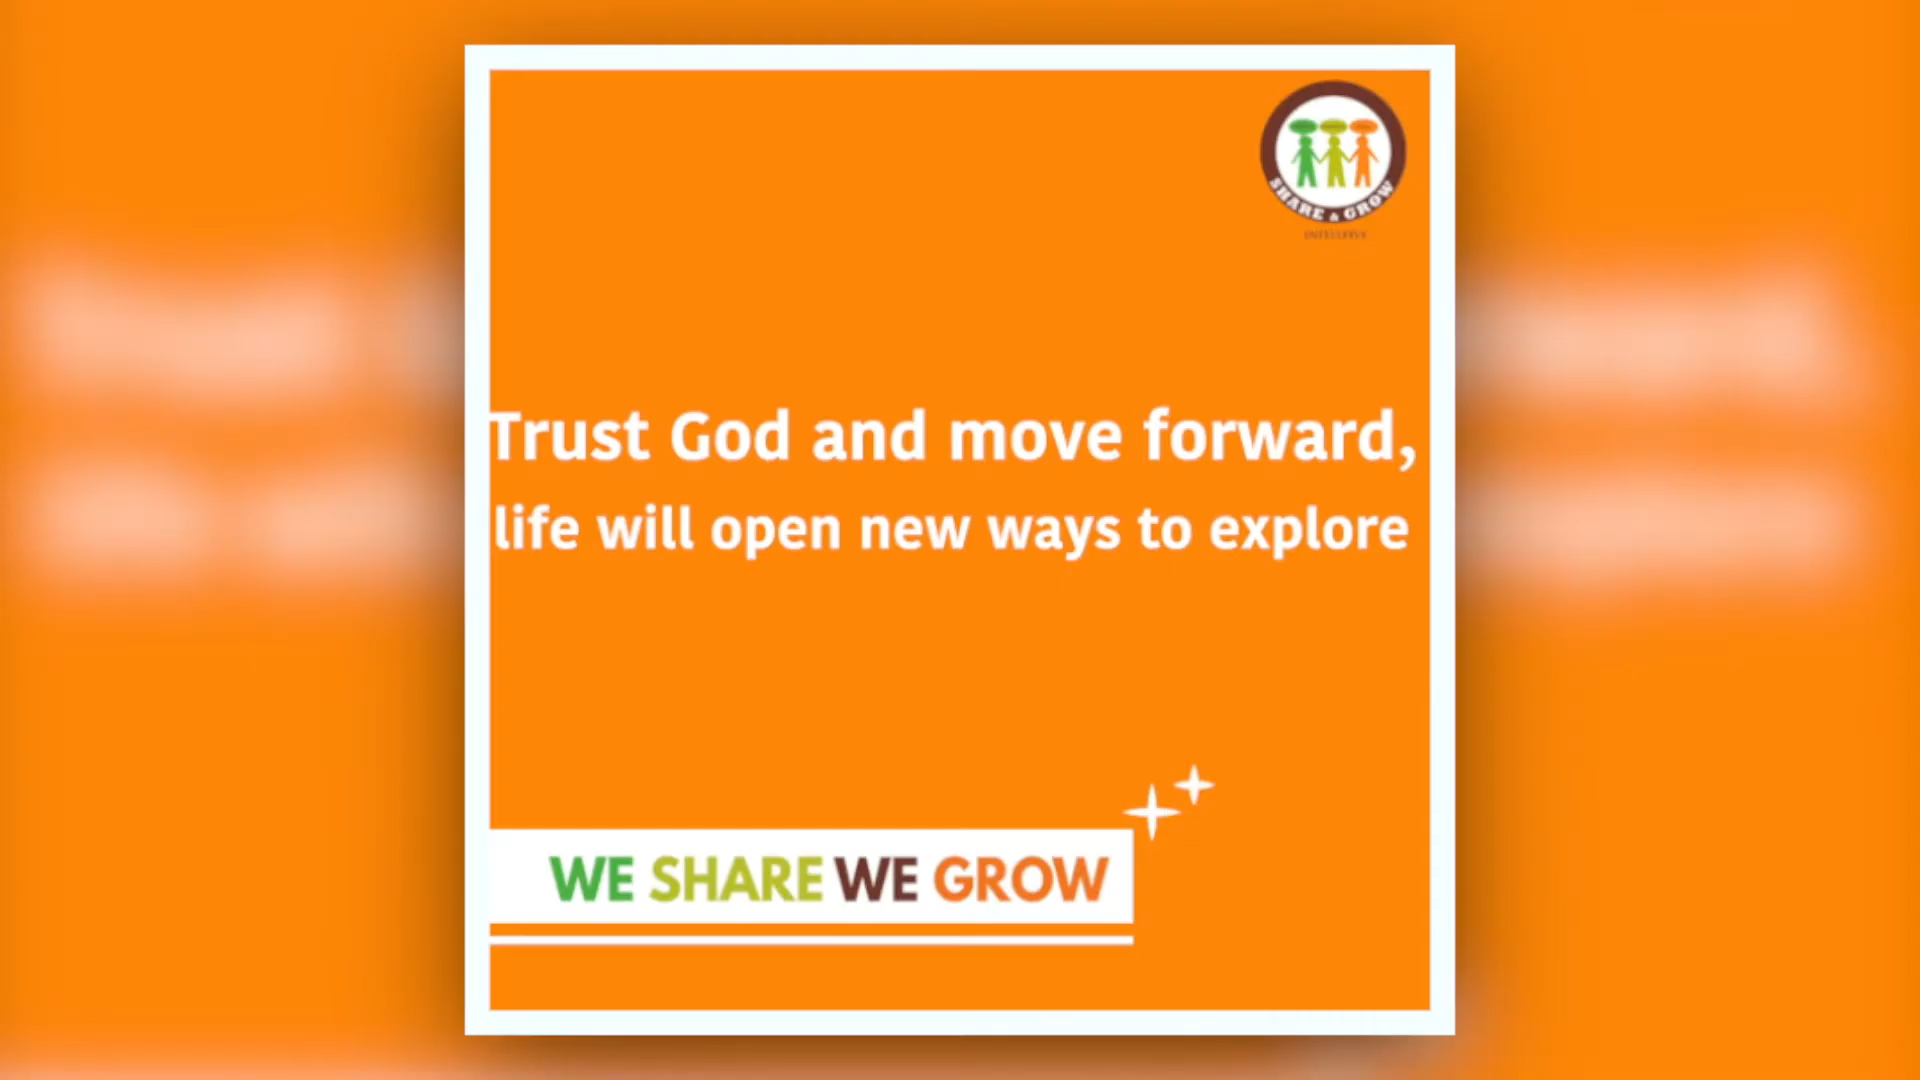 SHARE & GROW
Trust God and move forward,
life will open new ways to explore
WE SHARE WE GROW